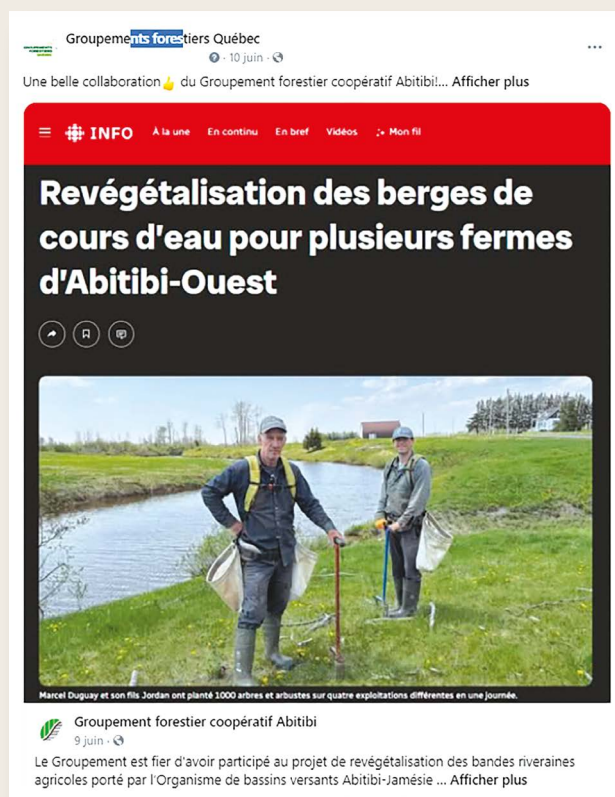 Groupements forestiers Québec
10 juin
Une belle collaboration 👍 du Groupement forestier coopératif Abitibi!... Afficher plus
INFO À la une En continu En bref Vidéos Mon fil
Revégétalisation des berges de
cours d'eau pour plusieurs fermes
d'Abitibi-Ouest
Marcel Duguay et son fils Jordan ont planté 1000 arbres et arbustes sur quatre exploitations différentes en une journée.
Groupement forestier coopératif Abitibi
9 juin
Le Groupement est fier d'avoir participé au projet de revégétalisation des bandes riveraines
agricoles porté par l'Organisme de bassins versants Abitibi-Jamésie ... Afficher plus